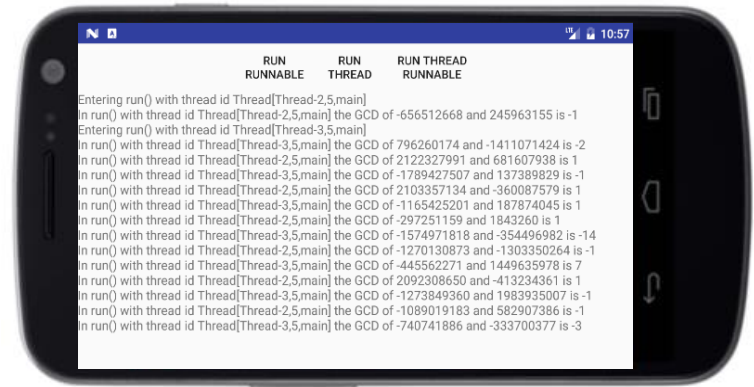 LTE 10:57
RUN RUNNABLE
RUN THREAD
RUN THREAD RUNNABLE
Entering run() with thread id Thread[Thread-2,5,main]
In run() with thread id Thread[Thread-2,5,main] the GCD of -656512668 and 245963155 is -1
Entering run() with thread id Thread[Thread-3,5,main]
In run() with thread id Thread[Thread-3,5,main] the GCD of 796260174 and -1411071424 is -2
In run() with thread id Thread[Thread-2,5,main] the GCD of 2122327991 and 681607938 is 1
In run() with thread id Thread[Thread-3,5,main] the GCD of -1789427507 and 137389829 is -1
In run() with thread id Thread[Thread-2,5,main] the GCD of 2103357134 and -360087579 is 1
In run() with thread id Thread[Thread-3,5,main] the GCD of -1165425201 and 187874045 is 1
In run() with thread id Thread[Thread-2,5,main] the GCD of -297251159 and 1843260 is 1
In run() with thread id Thread[Thread-3,5,main] the GCD of -1574971818 and -354496982 is -14
In run() with thread id Thread[Thread-2,5,main] the GCD of -1270130873 and -1303350264 is -1
In run() with thread id Thread[Thread-3,5,main] the GCD of -445562271 and 1449635978 is 7
In run() with thread id Thread[Thread-2,5,main] the GCD of 2092308650 and -413234361 is 1
In run() with thread id Thread[Thread-3,5,main] the GCD of -1273849360 and 1983935007 is -1
In run() with thread id Thread[Thread-2,5,main] the GCD of -1089019183 and 582907386 is -1
In run() with thread id Thread[Thread-3,5,main] the GCD of -740741886 and -333700377 is -3